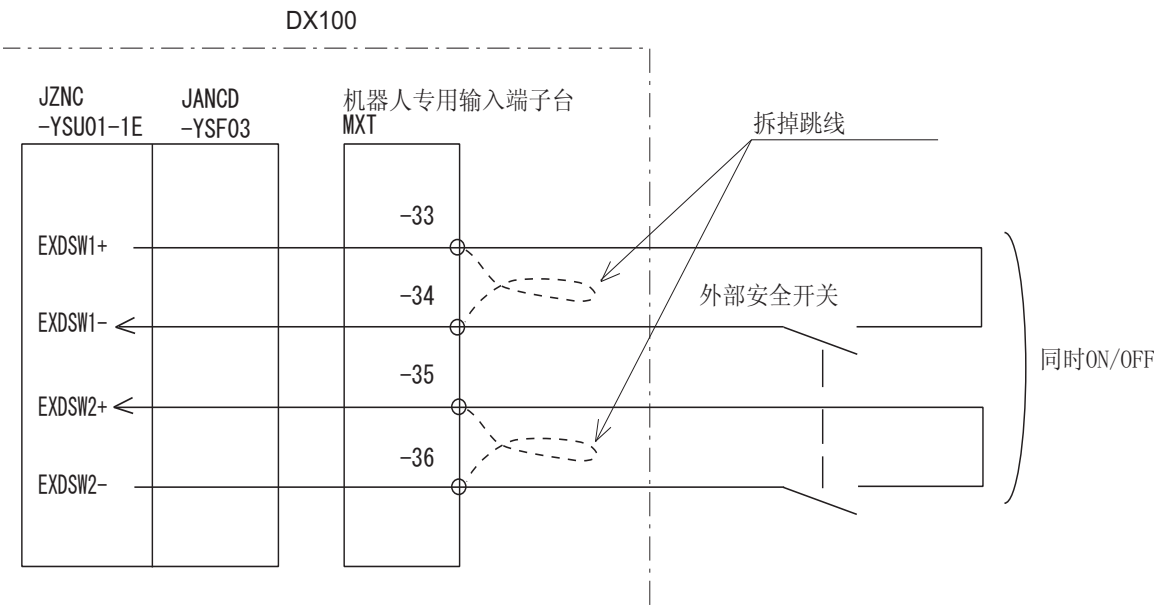 DX100
JZNC
-YSU01-1E
JANCD
-YSF03
机器人专用输入端子台
MXT
拆掉跳线
-33
EXDSW1+
-34
外部安全开关
EXDSW1-
同时ON/OFF
-35
EXDSW2+
-36
EXDSW2-